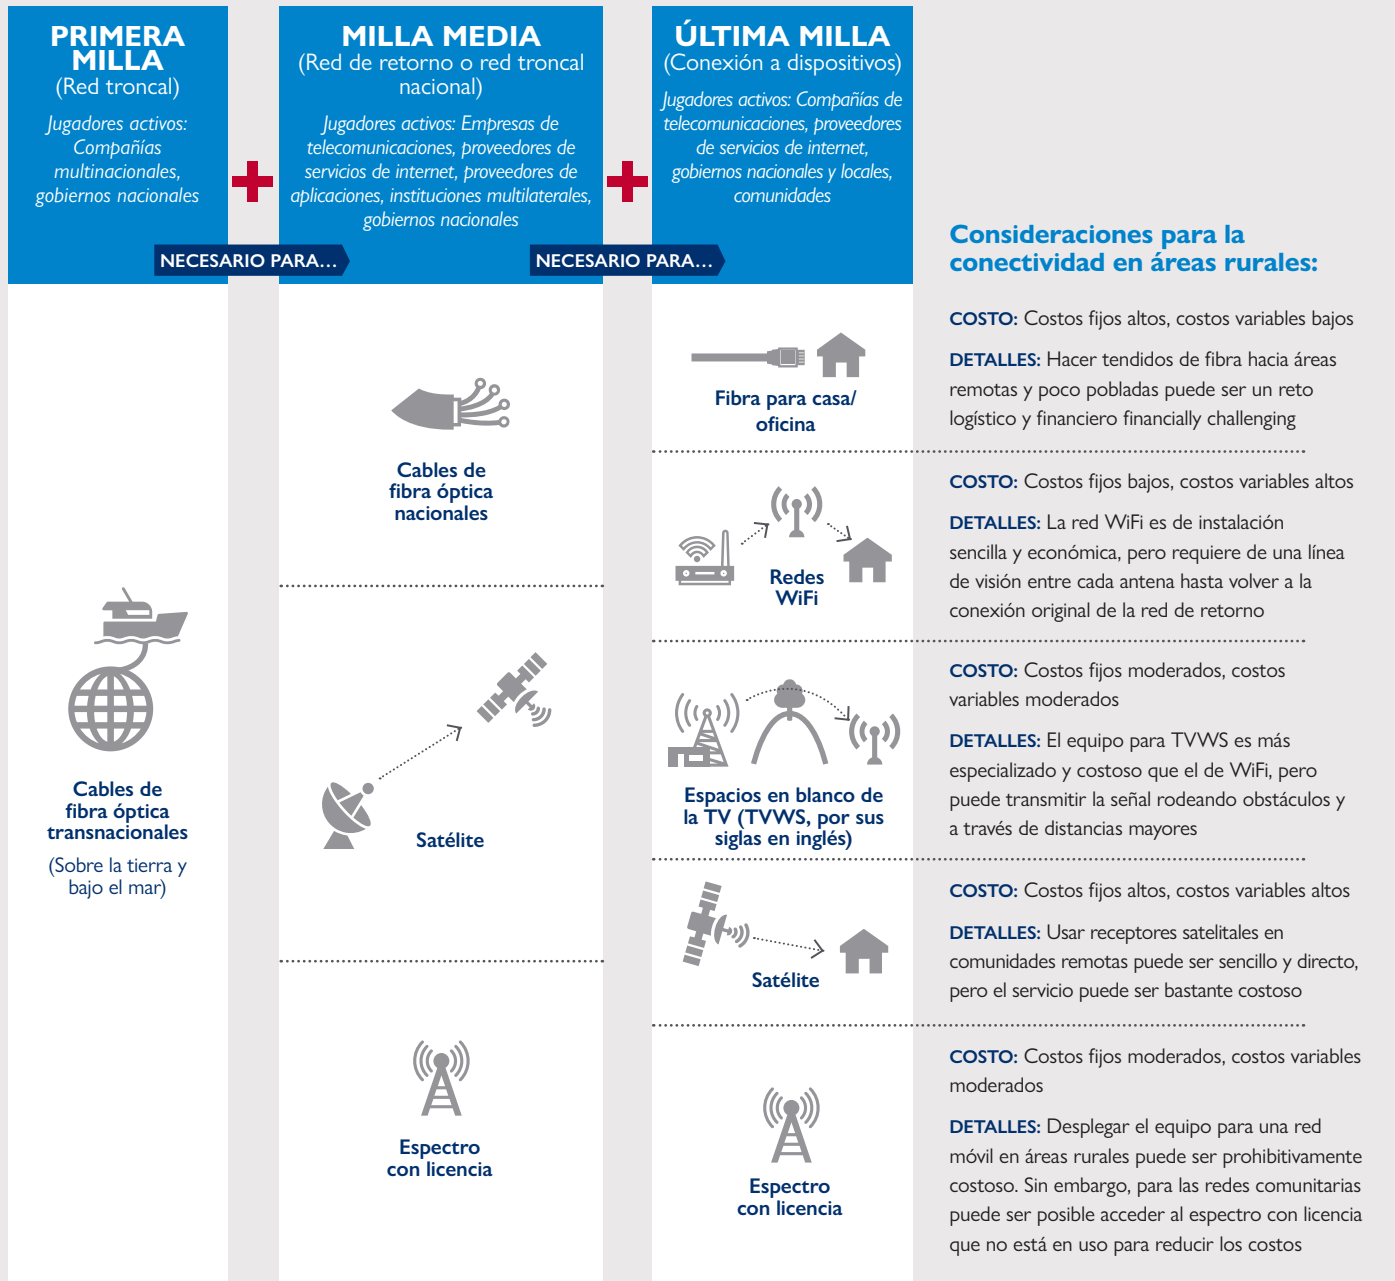 PRIMERA
MILLA
(Red troncal)
Jugadores activos:
Compañías
multinacionales,
gobiernos nacionales
NECESARIO PARA...
MILLA MEDIA
(Red de retorno o red troncal
nacional)
Jugadores activos: Empresas de
telecomunicaciones, proveedores de
servicios de internet, proveedores de
aplicaciones, instituciones multilaterales,
gobiernos nacionales
NECESARIO PARA...
ÚLTIMA MILLA
(Conexión a dispositivos)
Jugadores activos: Compañías de
telecomunicaciones, proveedores
de servicios de internet,
gobiernos nacionales y locales,
comunidades
Cables de
fibra óptica
transnacionales
(Sobre la tierra y
bajo el mar)
Cables de
fibra óptica
nacionales
Satélite
Espectro
con licencia
Consideraciones para la
conectividad en áreas rurales:
Fibra para casa/
oficina
COSTO: Costos fijos altos, costos variables bajos
DETALLES: Hacer tendidos de fibra hacia áreas
remotas y poco pobladas puede ser un reto
logístico y financiero financially challenging
Redes
WiFi
COSTO: Costos fijos bajos, costos variables altos
DETALLES: La red WiFi es de instalación
sencilla y económica, pero requiere de una línea
de visión entre cada antena hasta volver a la
conexión original de la red de retorno
Espacios en blanco de
la TV (TVWS, por sus
siglas en inglés)
COSTO: Costos fijos moderados, costos
variables moderados
DETALLES: El equipo para TVWS es más
especializado y costoso que el de WiFi, pero
puede transmitir la señal rodeando obstáculos y
a través de distancias mayores
Satélite
COSTO: Costos fijos altos, costos variables altos
DETALLES: Usar receptores satelitales en
comunidades remotas puede ser sencillo y directo,
pero el servicio puede ser bastante costoso
Espectro
con licencia
COSTO: Costos fijos moderados, costos variables
moderados
DETALLES: Desplegar el equipo para una red
móvil en áreas rurales puede ser prohibitivamente
costoso. Sin embargo, para las redes comunitarias
puede ser posible acceder al espectro con licencia
que no está en uso para reducir los costos